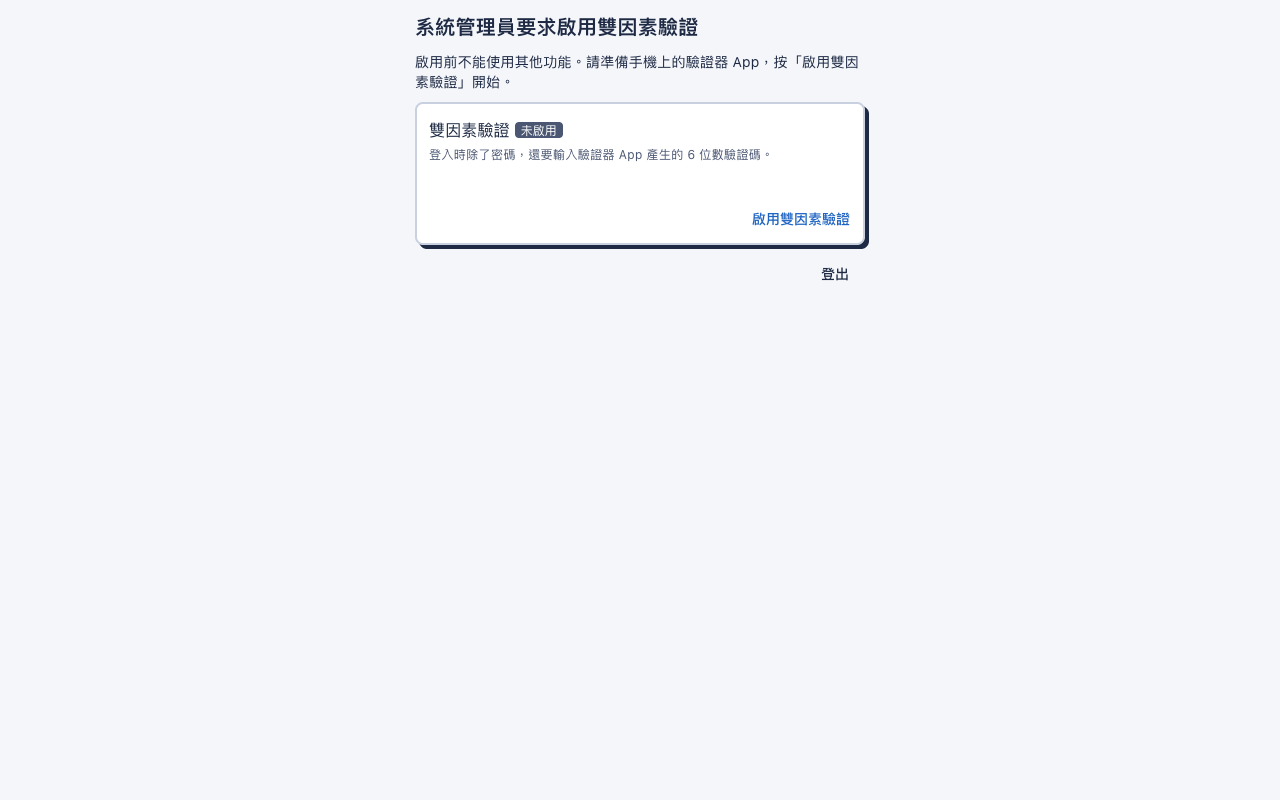 系統管理員要求啟用雙因素驗證
啟用前不能使用其他功能。請準備手機上的驗證器 App，按「啟用雙因
素驗證」開始。
雙因素驗證 未啟用
登入時除了密碼，還要輸入驗證器 App 產生的 6 位數驗證碼。
啟用雙因素驗證
登出